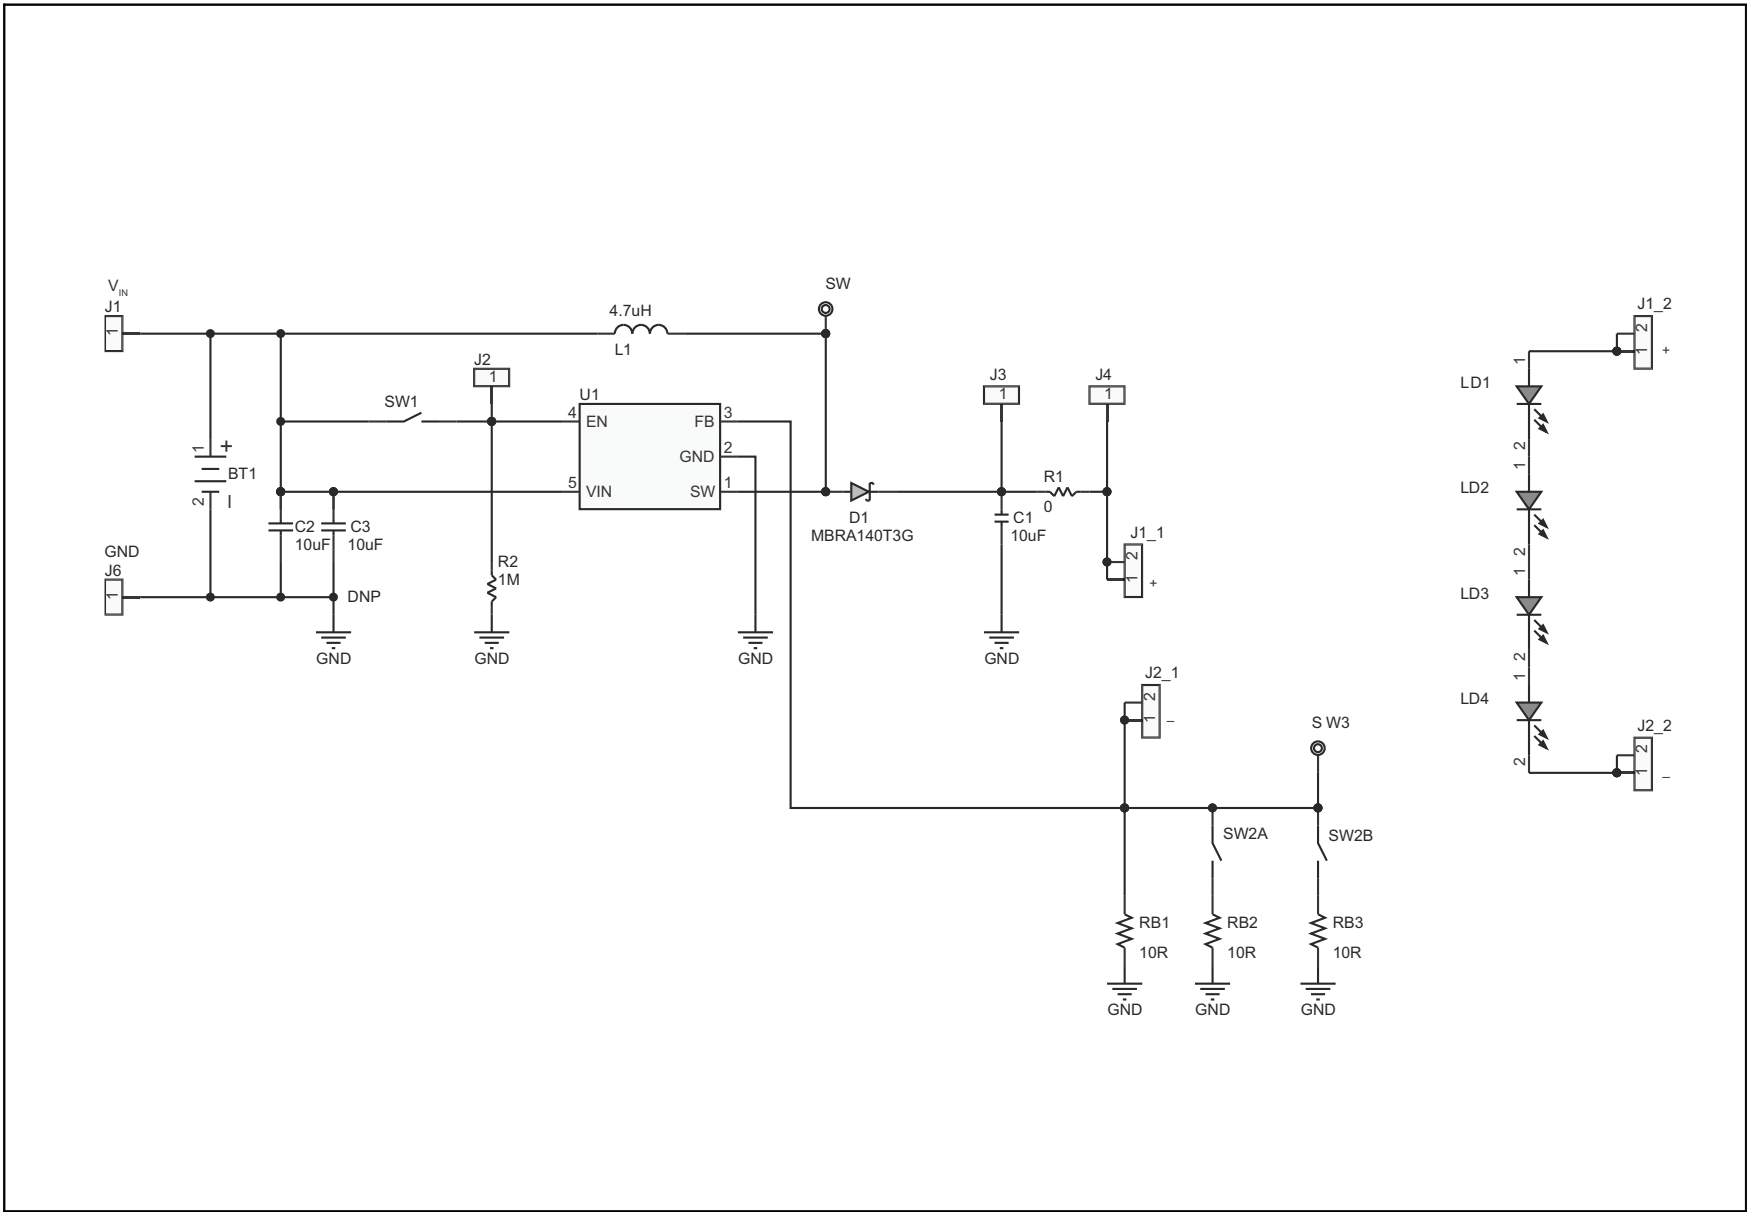 VIN
J1
1
SW
4.7uH
L1
J2
1
U1
SW1
4
EN
FB
3
GND
2
5
VIN
SW
1
1
+
BT1
2
C2
10uF
C3
10uF
GND
J6
1
DNP
GND
R2
1M
GND
GND
D1
MBRA140T3G
J3
1
J4
1
R1
0
C1
10uF
GND
J1_1
2
1
+
J2_1
2
1
–
S W3
SW2A
SW2B
RB1
10R
RB2
10R
RB3
10R
GND
GND
GND
J1_2
2
1
+
1
LD1
2
1
LD2
2
1
LD3
2
1
LD4
2
J2_2
2
1
–